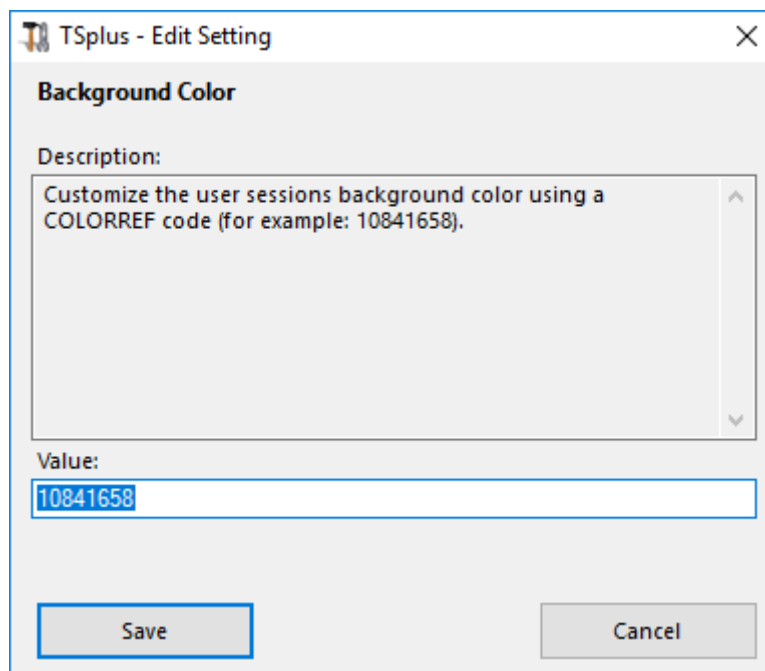 TSplus - Edit Setting
Background Color
Description:
Customize the user sessions background color using a
COLORREF code (for example: 10841658).
Value:
10841658
Save
Cancel